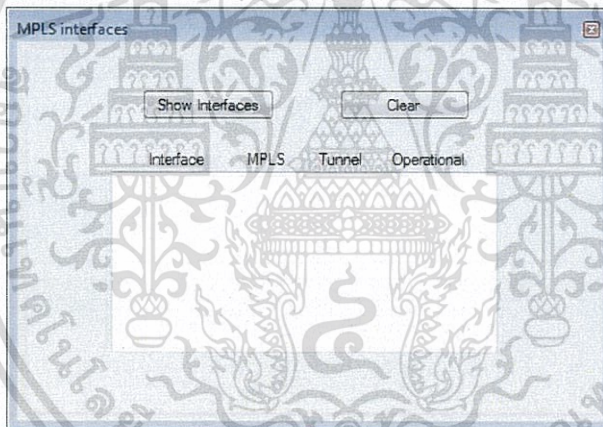 MPLS interfaces
Show Interfaces Clear
Interface MPLS Tunnel Operational